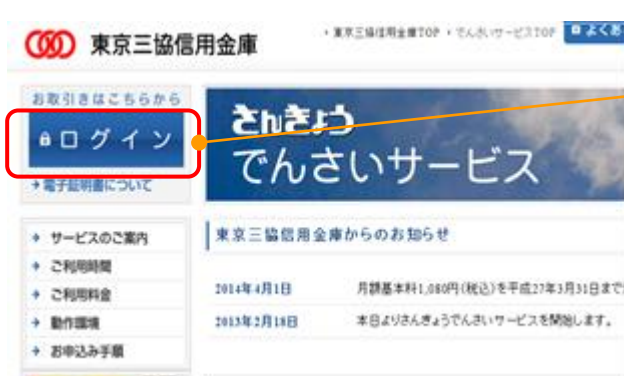 東京三協信用金庫
・東京三協信用金庫TOP ・でんさいサービスTOP
よくあ
お取引きはこちらから
ログイン
→電子証明書について
さんきょう
でんさいサービス
サービスのご案内
ご利用時間
ご利用料金
動作環境
お申込み手順
東京三協信用金庫からのお知らせ
2014年4月1日 月額基本料1,080円(税込)を平成27年3月31日まで
2013年2月18日 本日よりさんきょうでんさいサービスを開始します。